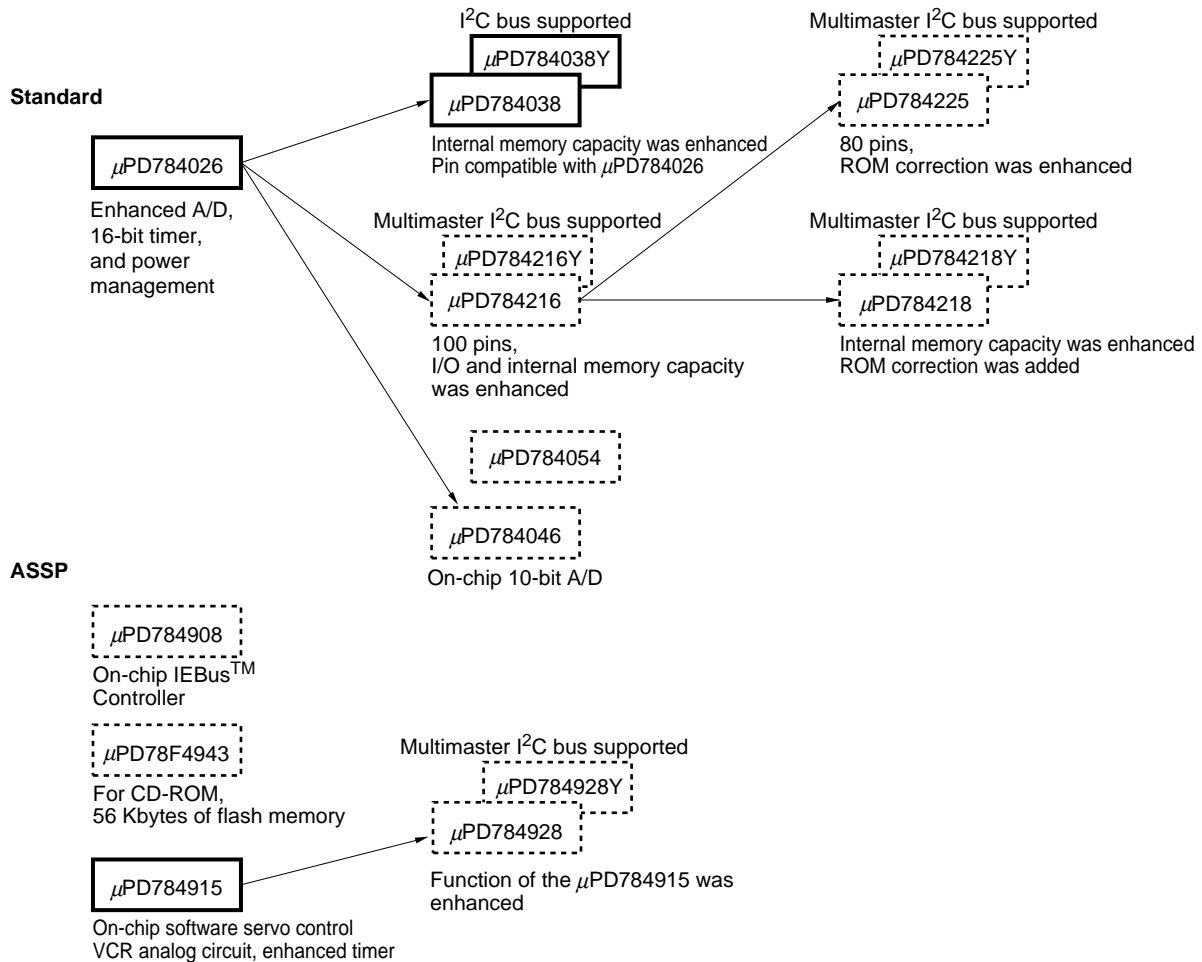 Standard
μPD784026
Enhanced A/D,
16-bit timer,
and power
management
I²C bus supported
μPD784038Y
μPD784038
Internal memory capacity was enhanced
Pin compatible with μPD784026
Multimaster I²C bus supported
μPD784225Y
μPD784225
80 pins,
ROM correction was enhanced
Multimaster I²C bus supported
μPD784216Y
μPD784216
100 pins,
I/O and internal memory capacity
was enhanced
Multimaster I²C bus supported
μPD784218Y
μPD784218
Internal memory capacity was enhanced
ROM correction was added
μPD784054
μPD784046
On-chip 10-bit A/D
ASSP
μPD784908
On-chip IEBus™
Controller
μPD78F4943
For CD-ROM,
56 Kbytes of flash memory
μPD784915
On-chip software servo control
VCR analog circuit, enhanced timer
Multimaster I²C bus supported
μPD784928Y
μPD784928
Function of the μPD784915 was
enhanced